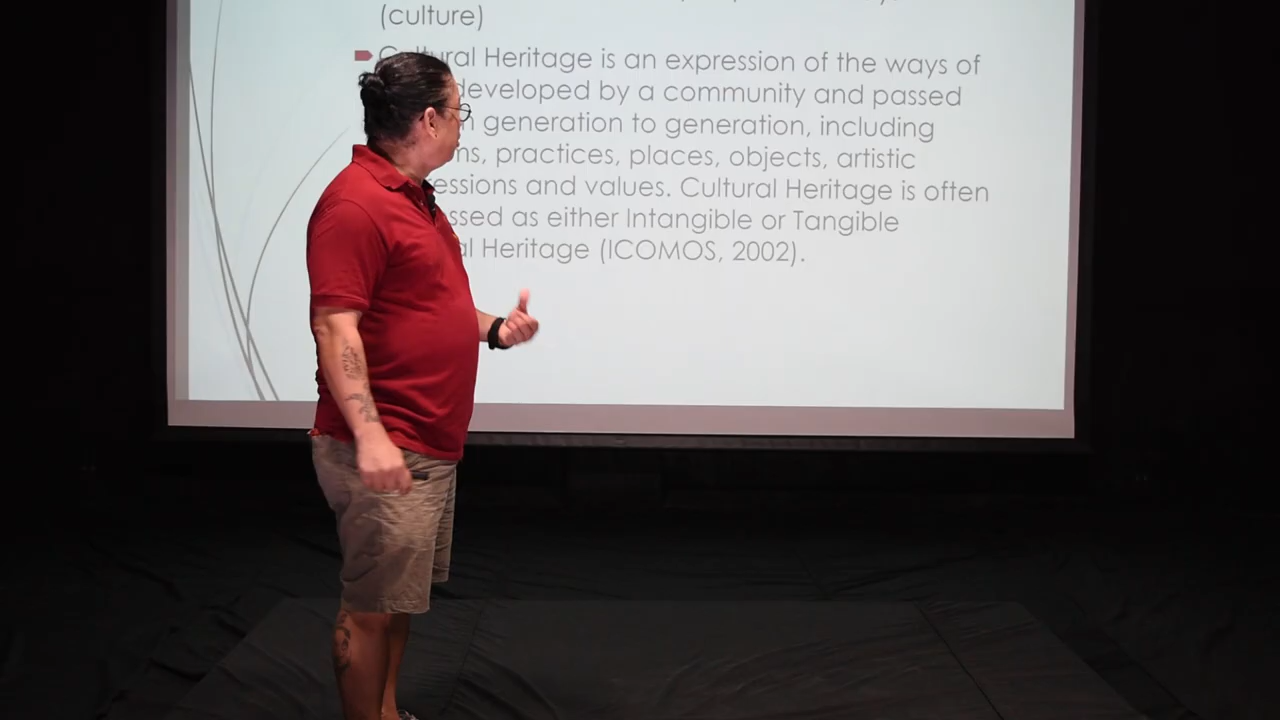 (culture)
Cultural Heritage is an expression of the ways of
developed by a community and passed
generation to generation, including
practices, places, objects, artistic
and values. Cultural Heritage is often
as either Intangible or Tangible
Heritage (ICOMOS, 2002).